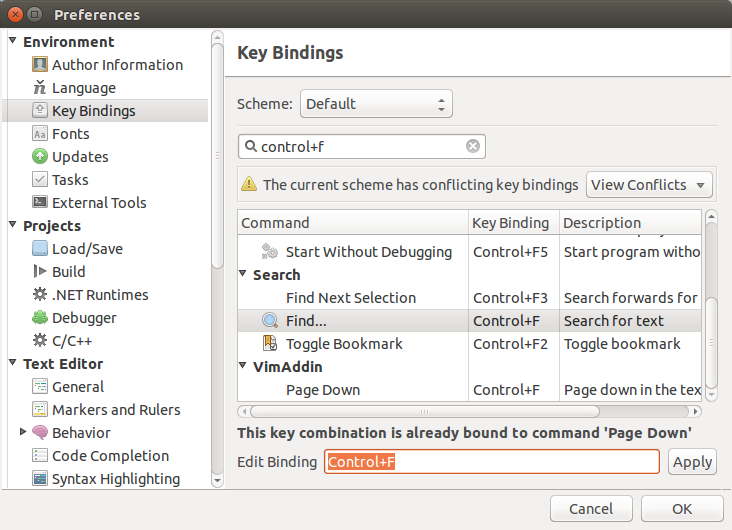 Preferences
Environment
Author Information
Language
Key Bindings
Fonts
Updates
Tasks
External Tools
Projects
Load/Save
Build
.NET Runtimes
Debugger
C/C++
Text Editor
General
Markers and Rulers
Behavior
Code Completion
Syntax Highlighting
Key Bindings
Scheme: Default
control+f
The current scheme has conflicting key bindings View Conflicts
Command Key Binding Description
Start Without Debugging Control+F5 Start program witho
Search
Find Next Selection Control+F3 Search forwards for
Find... Control+F Search for text
Toggle Bookmark Control+F2 Toggle bookmark
VimAddin
Page Down Control+F Page down in the tex
This key combination is already bound to command 'Page Down'
Edit Binding Control+F Apply
Cancel OK